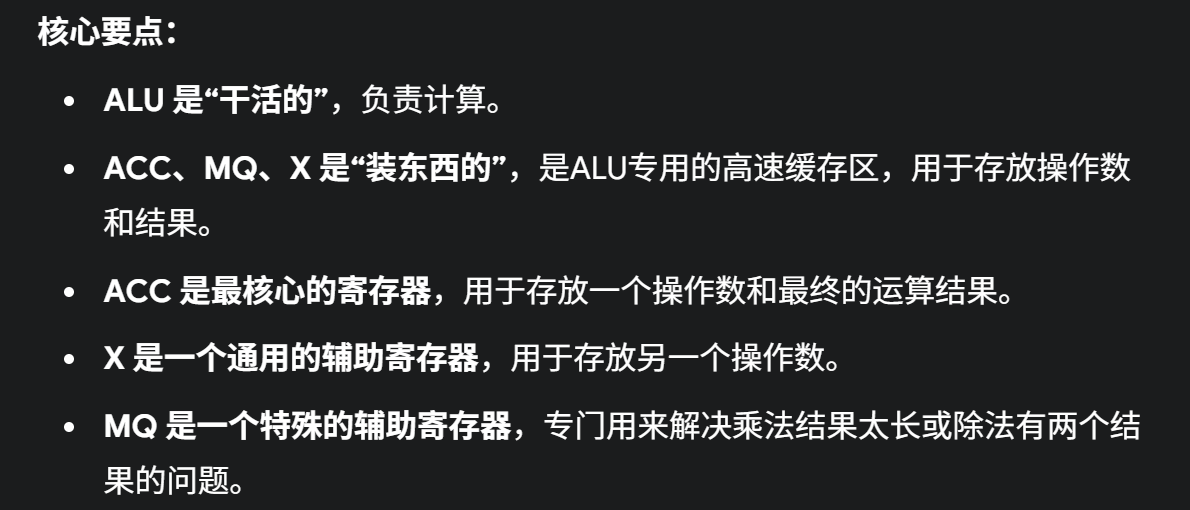 核心要点：
• ALU 是“干活的”，负责计算。
• ACC、MQ、X 是“装东西的”，是ALU专用的高速缓存区，用于存放操作数
和结果。
• ACC 是最核心的寄存器，用于存放一个操作数和最终的运算结果。
• X 是一个通用的辅助寄存器，用于存放另一个操作数。
• MQ 是一个特殊的辅助寄存器，专门用来解决乘法结果太长或除法有两个结
果的问题。